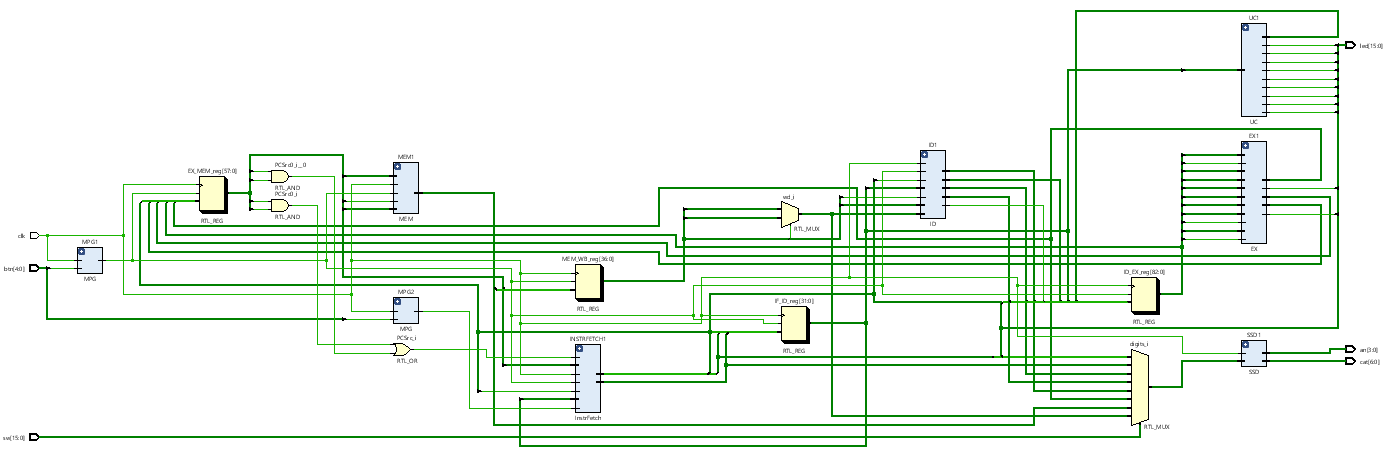 UC1
led[15:0]
UC
EX1
EX
ID1
ID
PCSrc0_i__0
RTL_AND
PCSrc0_i
RTL_AND
EX_MEM_reg[57:0]
RTL_REG
MEM1
MEM
wd_i
RTL_MUX
clk
MPG1
MPG
btn[4:0]
MEM_WB_reg[36:0]
RTL_REG
ID_EX_reg[82:0]
RTL_REG
MPG2
MPG
IF_ID_reg[31:0]
RTL_REG
PCSrc_i
RTL_OR
INSTRFETCH1
InstrFetch
digits_i
RTL_MUX
SSD1
SSD
an[3:0]
cat[6:0]
sw[15:0]